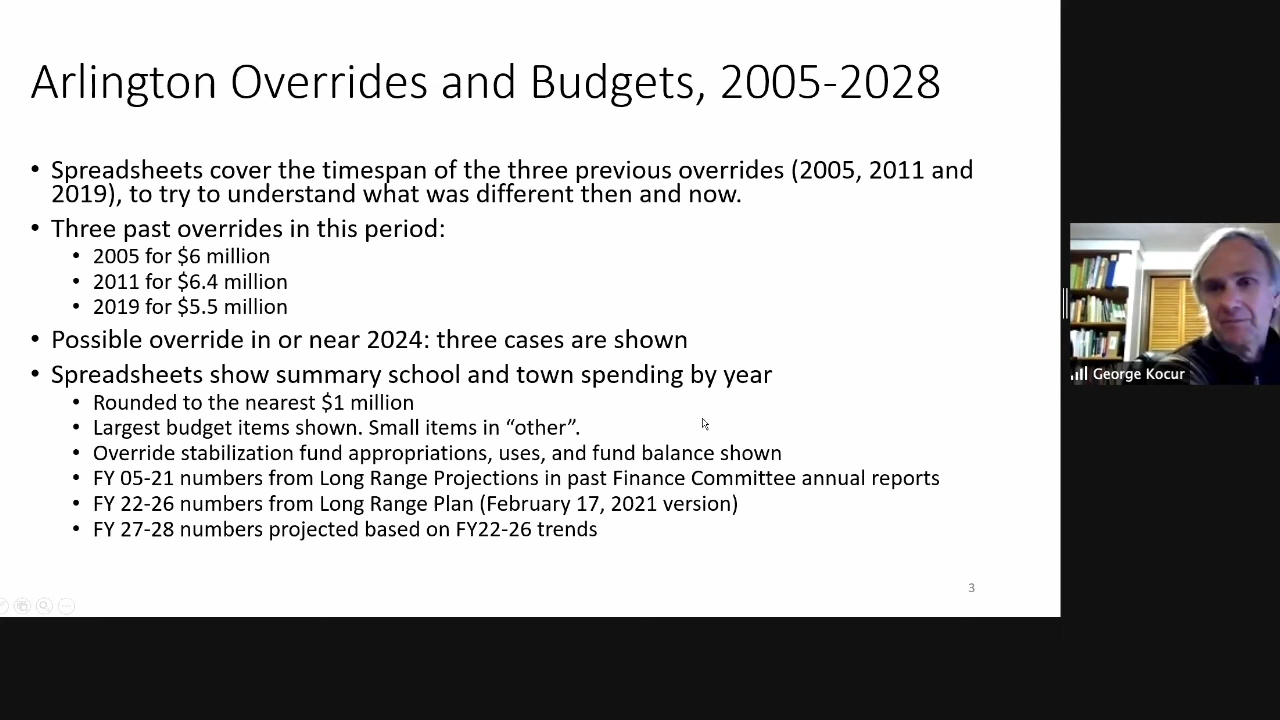 Arlington Overrides and Budgets, 2005-2028
• Spreadsheets cover the timespan of the three previous overrides (2005, 2011 and
2019), to try to understand what was different then and now.
• Three past overrides in this period:
• 2005 for $6 million
• 2011 for $6.4 million
• 2019 for $5.5 million
• Possible override in or near 2024: three cases are shown
• Spreadsheets show summary school and town spending by year
• Rounded to the nearest $1 million
• Largest budget items shown. Small items in “other”.
• Override stabilization fund appropriations, uses, and fund balance shown
• FY 05-21 numbers from Long Range Projections in past Finance Committee annual reports
• FY 22-26 numbers from Long Range Plan (February 17, 2021 version)
• FY 27-28 numbers projected based on FY22-26 trends
3
George Kocur